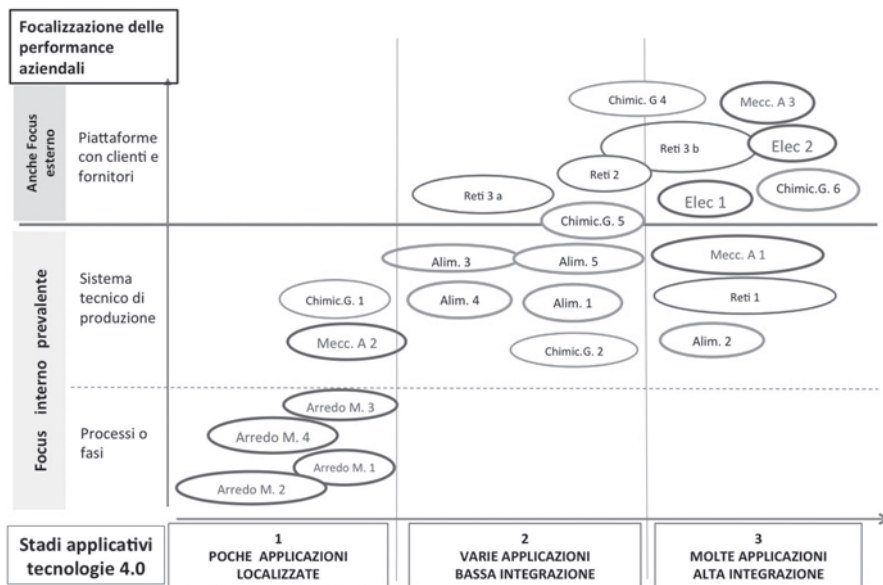 Focalizzazione delle
performance
aziendali
Anche Focus
esterno
Piattaforme
con clienti e
fornitori
Chimic. G 4
Mecc. A 3
Reti 3 b
Elec 2
Reti 2
Reti 3 a
Elec 1
Chimic.G. 6
Chimic.G. 5
Focus interno prevalente
Sistema
tecnico di
produzione
Alim. 3
Alim. 5
Mecc. A 1
Chimic.G. 1
Alim. 4
Alim. 1
Reti 1
Mecc. A 2
Chimic.G. 2
Alim. 2
Processi o
fasi
Arredo M. 3
Arredo M. 4
Arredo M. 1
Arredo M. 2
Stadi applicativi
tecnologie 4.0
1
POCHE APPLICAZIONI
LOCALIZZATE
2
VARIE APPLICAZIONI
BASSA INTEGRAZIONE
3
MOLTE APPLICAZIONI
ALTA INTEGRAZIONE